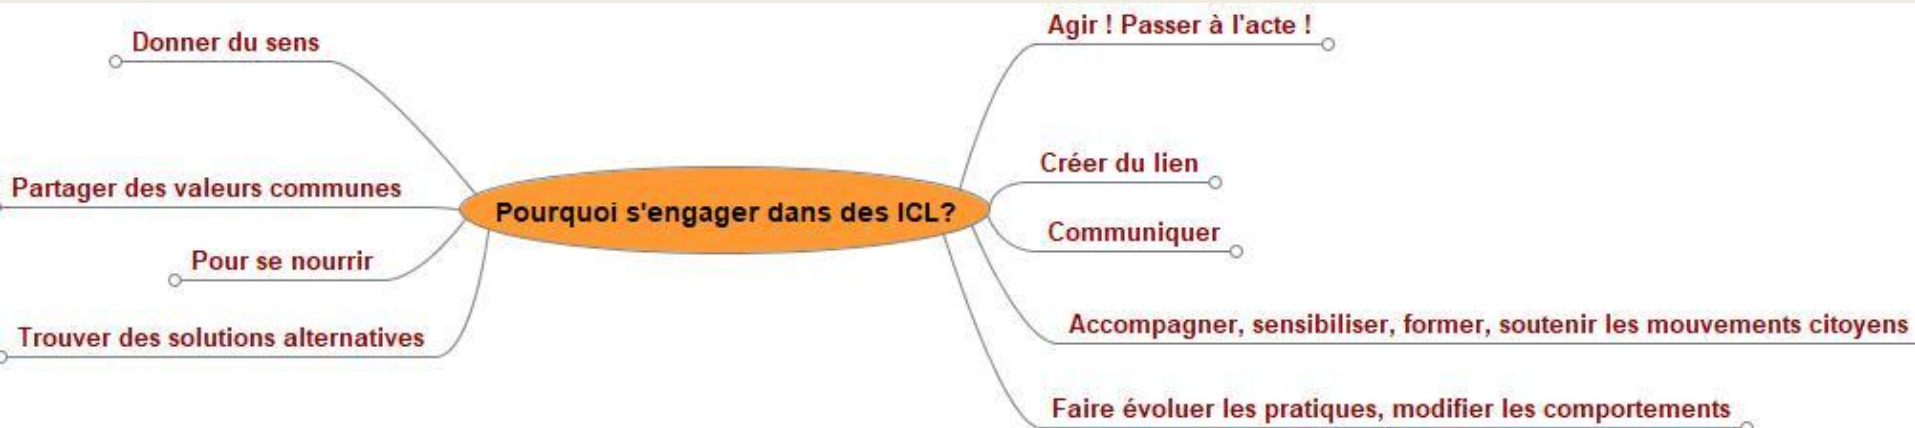 Donner du sens
Partager des valeurs communes
Pour se nourrir
Trouver des solutions alternatives
Pourquoi s'engager dans des ICL?
Agir ! Passer à l'acte !
Créer du lien
Communiquer
Accompagner, sensibiliser, former, soutenir les mouvements citoyens
Faire évoluer les pratiques, modifier les comportements